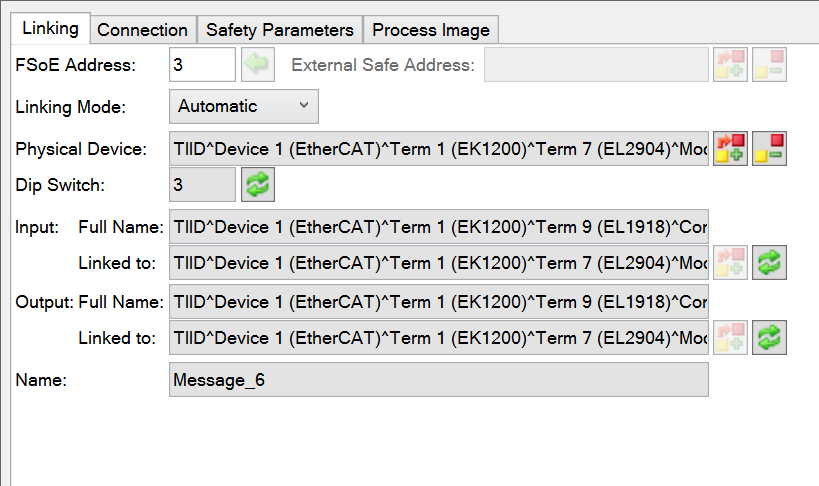 Linking Connection Safety Parameters Process Image
FSoE Address: 3 External Safe Address:
Linking Mode: Automatic
Physical Device: TIID^Device 1 (EtherCAT)^Term 1 (EK1200)^Term 7 (EL2904)^Moc
Dip Switch: 3
Input: Full Name: TIID^Device 1 (EtherCAT)^Term 1 (EK1200)^Term 9 (EL1918)^Cor
Linked to: TIID^Device 1 (EtherCAT)^Term 1 (EK1200)^Term 7 (EL2904)^Moc
Output: Full Name: TIID^Device 1 (EtherCAT)^Term 1 (EK1200)^Term 9 (EL1918)^Cor
Linked to: TIID^Device 1 (EtherCAT)^Term 1 (EK1200)^Term 7 (EL2904)^Moc
Name: Message_6